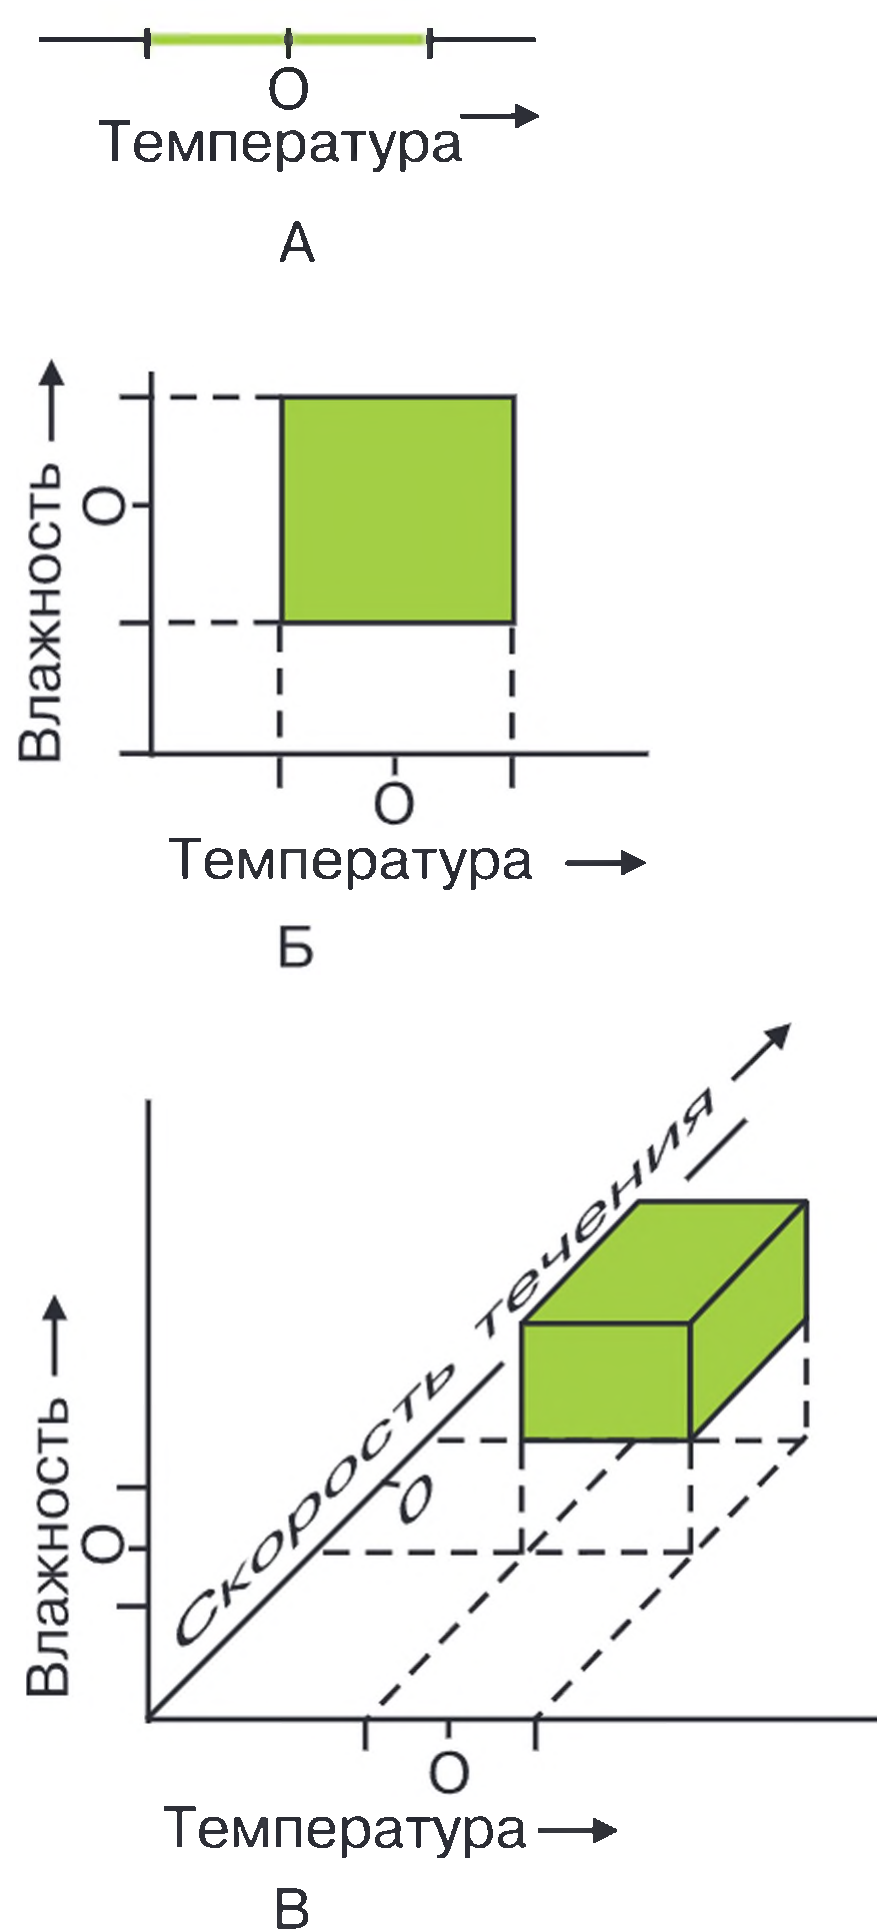 О
Температура
А
Влажность
О
О
Температура
Б
Скорость течения
О
Влажность
О
О
Температура
В